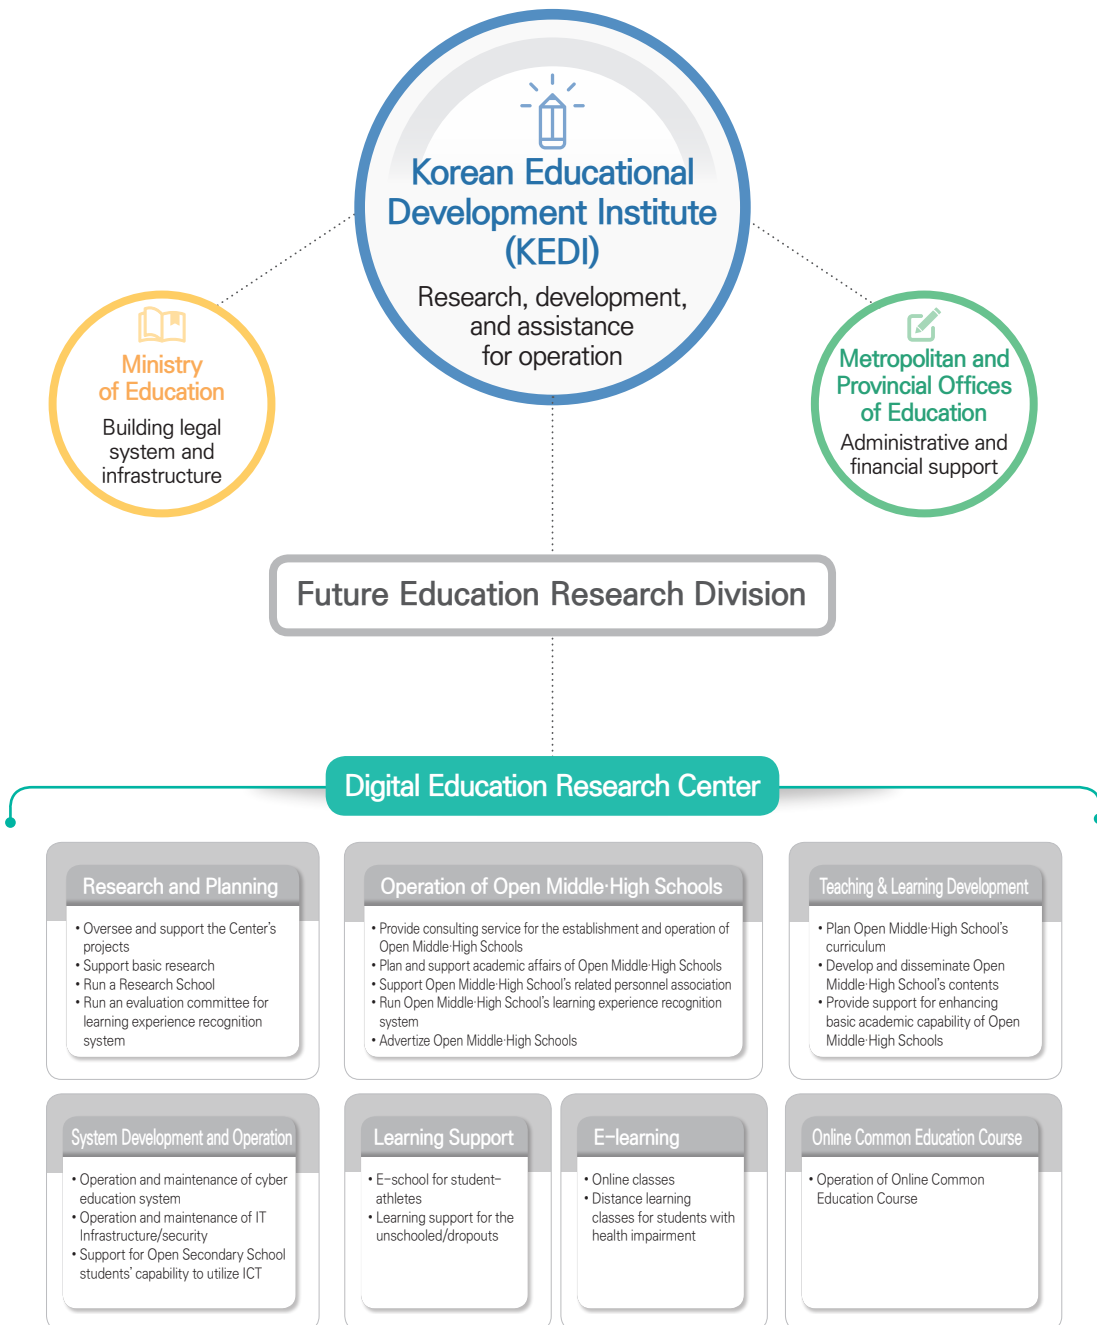 Korean Educational
Development Institute
(KEDI)
Research, development,
and assistance
for operation
Ministry
of Education
Building legal
system and
infrastructure
Metropolitan and
Provincial Offices
of Education
Administrative and
financial support
Future Education Research Division
Digital Education Research Center
Research and Planning
• Oversee and support the Center's
projects
• Support basic research
• Run a Research School
• Run an evaluation committee for
learning experience recognition
system
Operation of Open Middle·High Schools
• Provide consulting service for the establishment and operation of
Open Middle·High Schools
• Plan and support academic affairs of Open Middle·High Schools
• Support Open Middle·High School's related personnel association
• Run Open Middle·High School's learning experience recognition
system
• Advertize Open Middle·High Schools
Teaching & Learning Development
• Plan Open Middle·High School's
curriculum
• Develop and disseminate Open
Middle·High School's contents
• Provide support for enhancing
basic academic capability of Open
Middle·High Schools
System Development and Operation
• Operation and maintenance of cyber
education system
• Operation and maintenance of IT
Infrastructure/security
• Support for Open Secondary School
students' capability to utilize ICT
Learning Support
• E-school for student-
athletes
• Learning support for the
unschooled/dropouts
E-learning
• Online classes
• Distance learning
classes for students with
health impairment
Online Common Education Course
• Operation of Online Common
Education Course